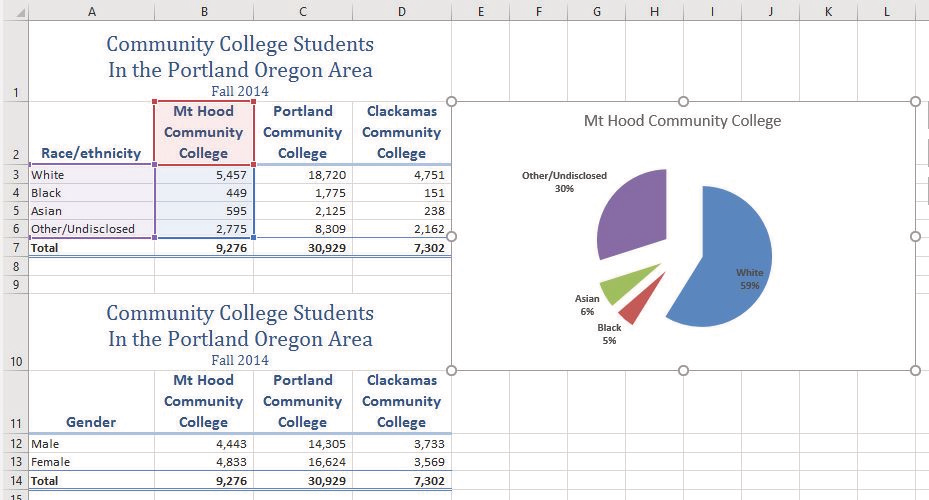 A B C D E F G H I J K L
1 Community College Students
In the Portland Oregon Area
Fall 2014
2 Race/ethnicity Mt Hood Community College Portland Community College Clackamas Community College
3 White 5,457 18,720 4,751
4 Black 449 1,775 151
5 Asian 595 2,125 238
6 Other/Undisclosed 2,775 8,309 2,162
7 Total 9,276 30,929 7,302
8
9
10 Community College Students
In the Portland Oregon Area
Fall 2014
11 Gender Mt Hood Community College Portland Community College Clackamas Community College
12 Male 4,443 14,305 3,733
13 Female 4,833 16,624 3,569
14 Total 9,276 30,929 7,302
15
Mt Hood Community College
Other/Undisclosed
30%
White
59%
Asian
6%
Black
5%